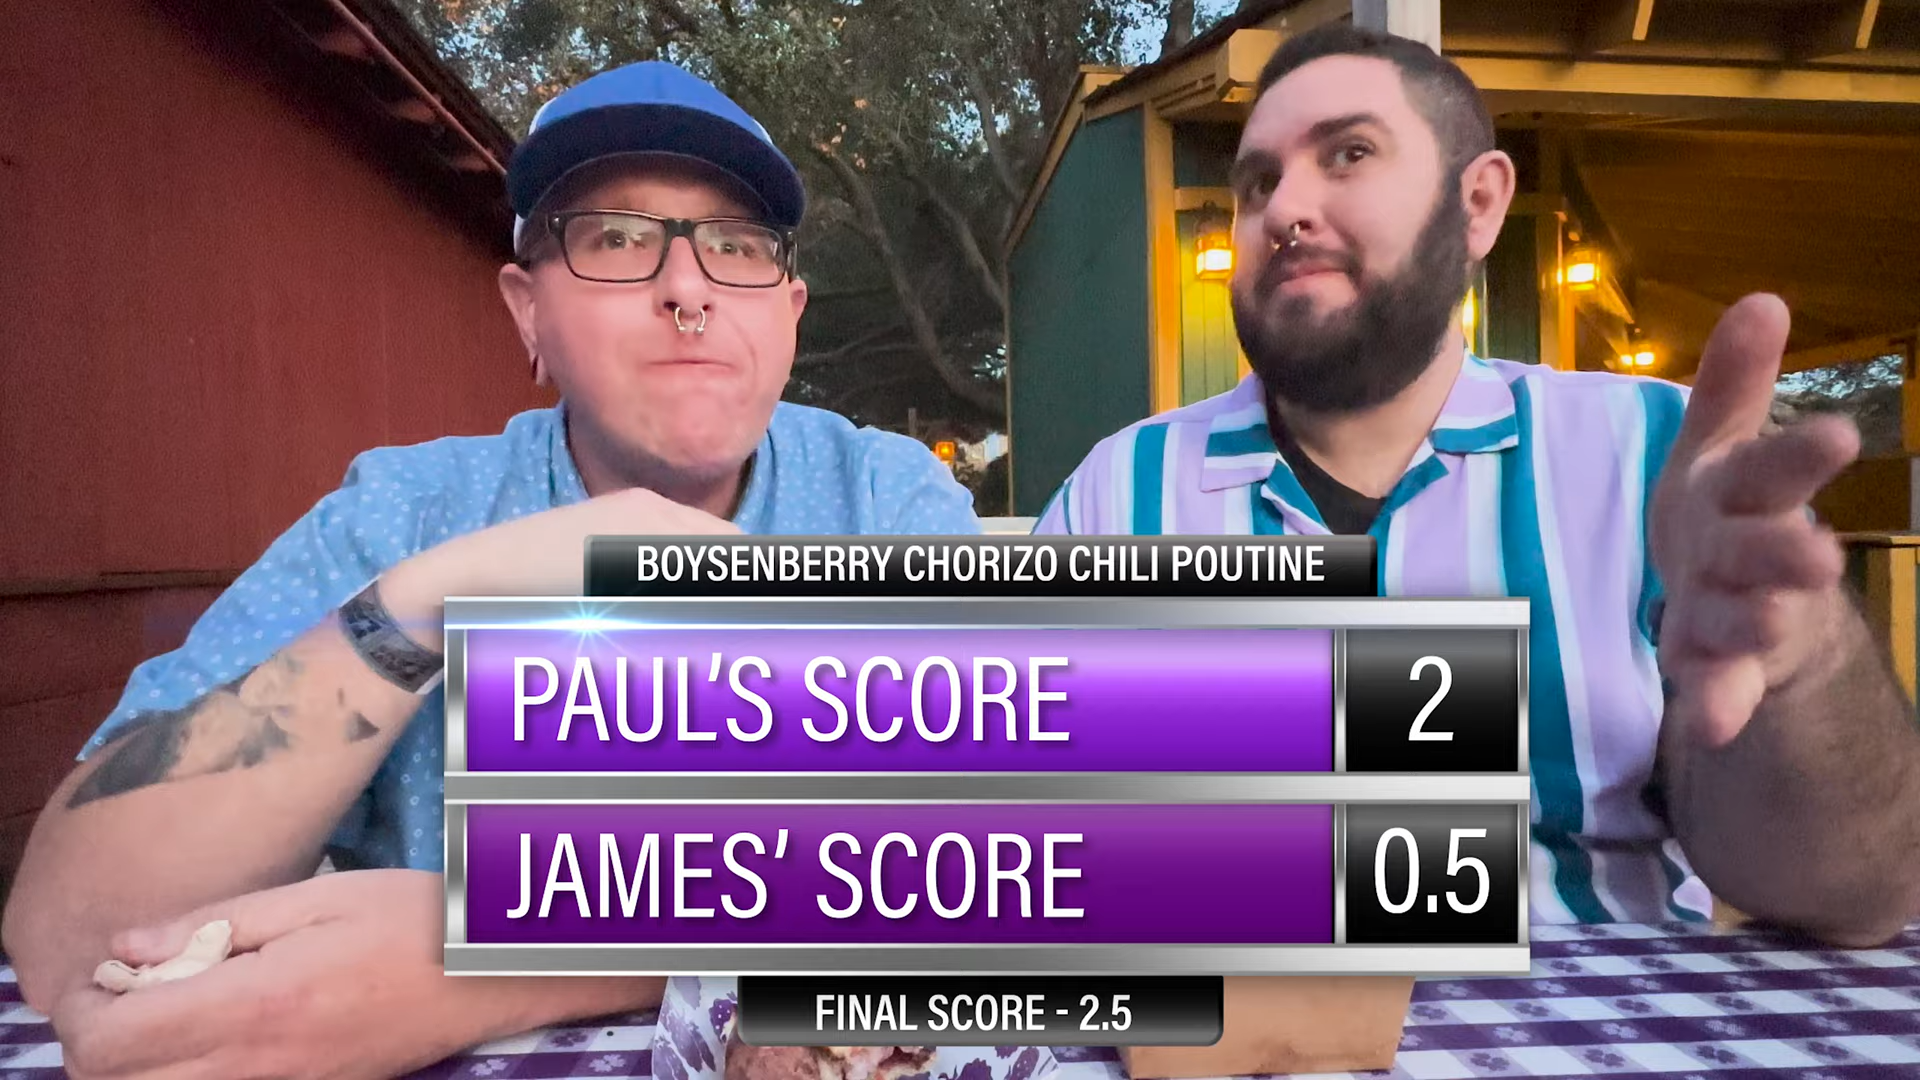 BOYSENBERRY CHORIZO CHILI POUTINE
PAUL'S SCORE 2
JAMES' SCORE 0.5
FINAL SCORE - 2.5